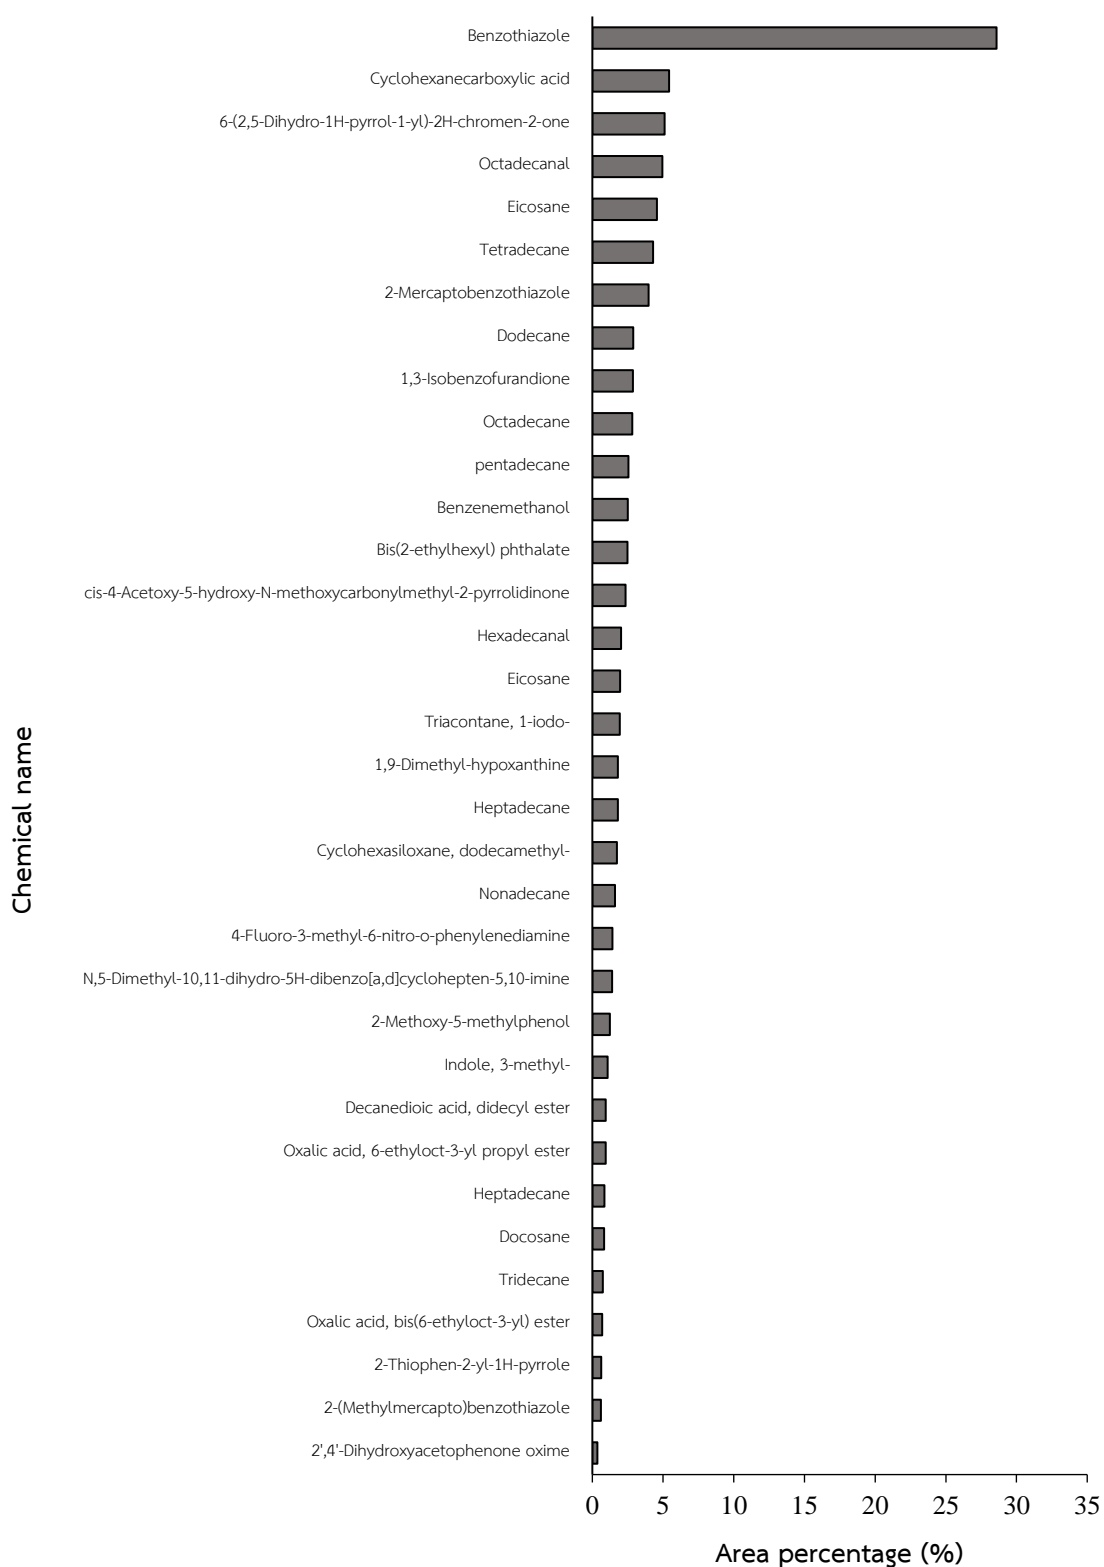 Benzothiazole
Cyclohexanecarboxylic acid
6-(2,5-Dihydro-1H-pyrrol-1-yl)-2H-chromen-2-one
Octadecanal
Eicosane
Tetradecane
2-Mercaptobenzothiazole
Dodecane
1,3-Isobenzofurandione
Octadecane
pentadecane
Benzenemethanol
Bis(2-ethylhexyl) phthalate
cis-4-Acetoxy-5-hydroxy-N-methoxycarbonylmethyl-2-pyrrolidinone
Hexadecanal
Eicosane
Triacontane, 1-iodo-
1,9-Dimethyl-hypoxanthine
Heptadecane
Cyclohexasiloxane, dodecamethyl-
Nonadecane
4-Fluoro-3-methyl-6-nitro-o-phenylenediamine
N,5-Dimethyl-10,11-dihydro-5H-dibenzo[a,d]cyclohepten-5,10-imine
2-Methoxy-5-methylphenol
Indole, 3-methyl-
Decanedioic acid, didecyl ester
Oxalic acid, 6-ethyloct-3-yl propyl ester
Heptadecane
Docosane
Tridecane
Oxalic acid, bis(6-ethyloct-3-yl) ester
2-Thiophen-2-yl-1H-pyrrole
2-(Methylmercapto)benzothiazole
2',4'-Dihydroxyacetophenone oxime
Chemical name
0 5 10 15 20 25 30 35
Area percentage (%)